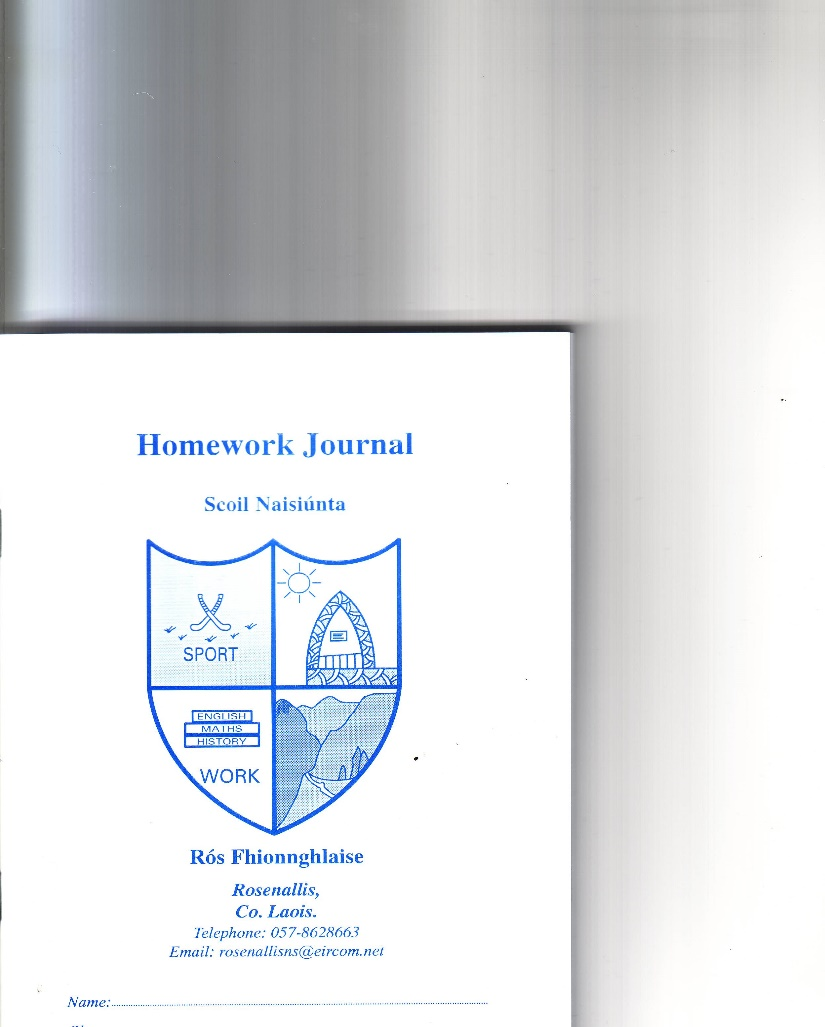 Homework Journal
Scoil Naisiúnta
SPORT
ENGLISH
MATHS
HISTORY
WORK
Rós Fhionnghlaise
Rosenallis,
Co. Laois.
Telephone: 057-8628663
Email: rosenallisns@eircom.net
Name: